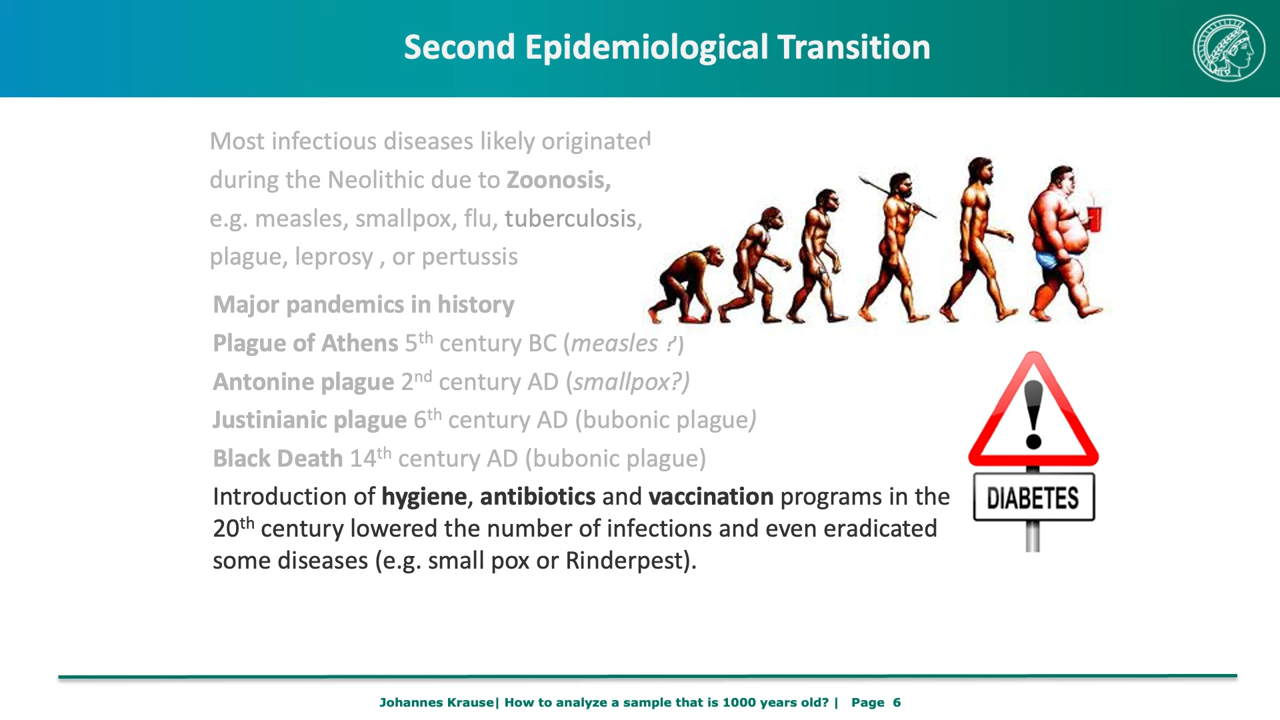 Second Epidemiological Transition
Most infectious diseases likely originated
during the Neolithic due to Zoonosis,
e.g. measles, smallpox, flu, tuberculosis,
plague, leprosy , or pertussis
Major pandemics in history
Plague of Athens 5th century BC (measles ?)
Antonine plague 2nd century AD (smallpox?)
Justinianic plague 6th century AD (bubonic plague)
Black Death 14th century AD (bubonic plague)
Introduction of hygiene, antibiotics and vaccination programs in the
20th century lowered the number of infections and even eradicated
some diseases (e.g. small pox or Rinderpest).
DIABETES
Johannes Krause| How to analyze a sample that is 1000 years old? | Page 6